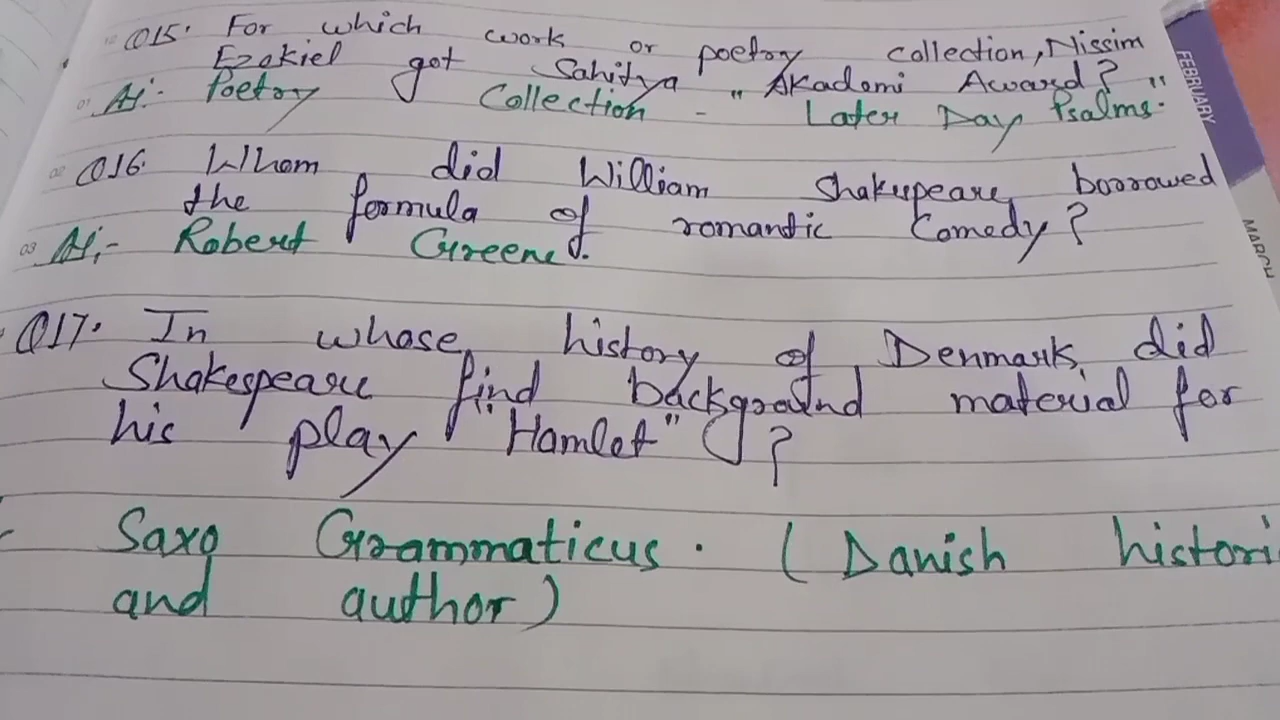 Q15. For which work or poetry collection, Nissim
Ezekiel got Sahitya Akademi Award?
A:- Poetry Collection - "Later Day Psalms."
Q16. Whom did William Shakespeare borrowed
the formula of romantic Comedy?
A:- Robert Greene.
Q17. In whose history of Denmark, did
Shakespeare find background material for
his play "Hamlet"?
Saxo Grammaticus. (Danish histori
and author)
FEBRUARY
MARCH